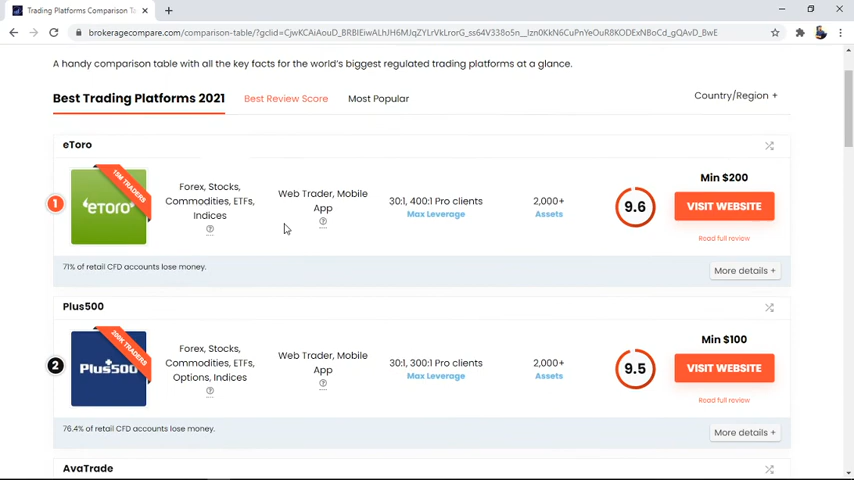 Trading Platforms Comparison Ta
brokeragecompare.com/comparison-table/?gclid=CjwKCAiAouD_BRBIEiwALhJH6MJqZYLrVkLrorG_ss64V338o5n__lzn0KkN6CuPnYeOuR8KODExNBcOd_gQAvD_BwE
A handy comparison table with all the key facts for the world's biggest regulated trading platforms at a glance.
Best Trading Platforms 2021 Best Review Score Most Popular Country/Region +
eToro
15M TRADERS
eToro
1
Forex, Stocks,
Commodities, ETFs,
Indices
Web Trader, Mobile
App
30:1, 400:1 Pro clients
Max Leverage
2,000+
Assets
9.6
Min $200
VISIT WEBSITE
Read full review
71% of retail CFD accounts lose money.
More details +
Plus500
200K TRADERS
Plus500
2
Forex, Stocks,
Commodities, ETFs,
Options, Indices
Web Trader, Mobile
App
30:1, 300:1 Pro clients
Max Leverage
2,000+
Assets
9.5
Min $100
VISIT WEBSITE
Read full review
76.4% of retail CFD accounts lose money.
More details +
AvaTrade